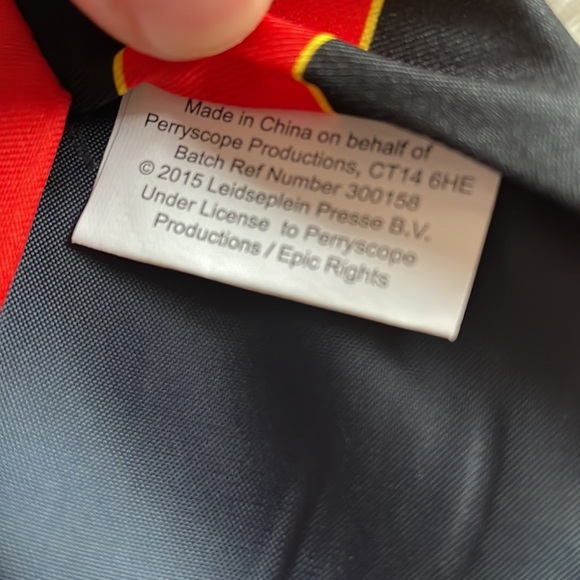 Made in China on behalf of
Perryscope Productions, CT14 6HE
Batch Ref Number 300158
© 2015 Leidseplein Presse B.V.
Under License to Perryscope
Productions / Epic Rights